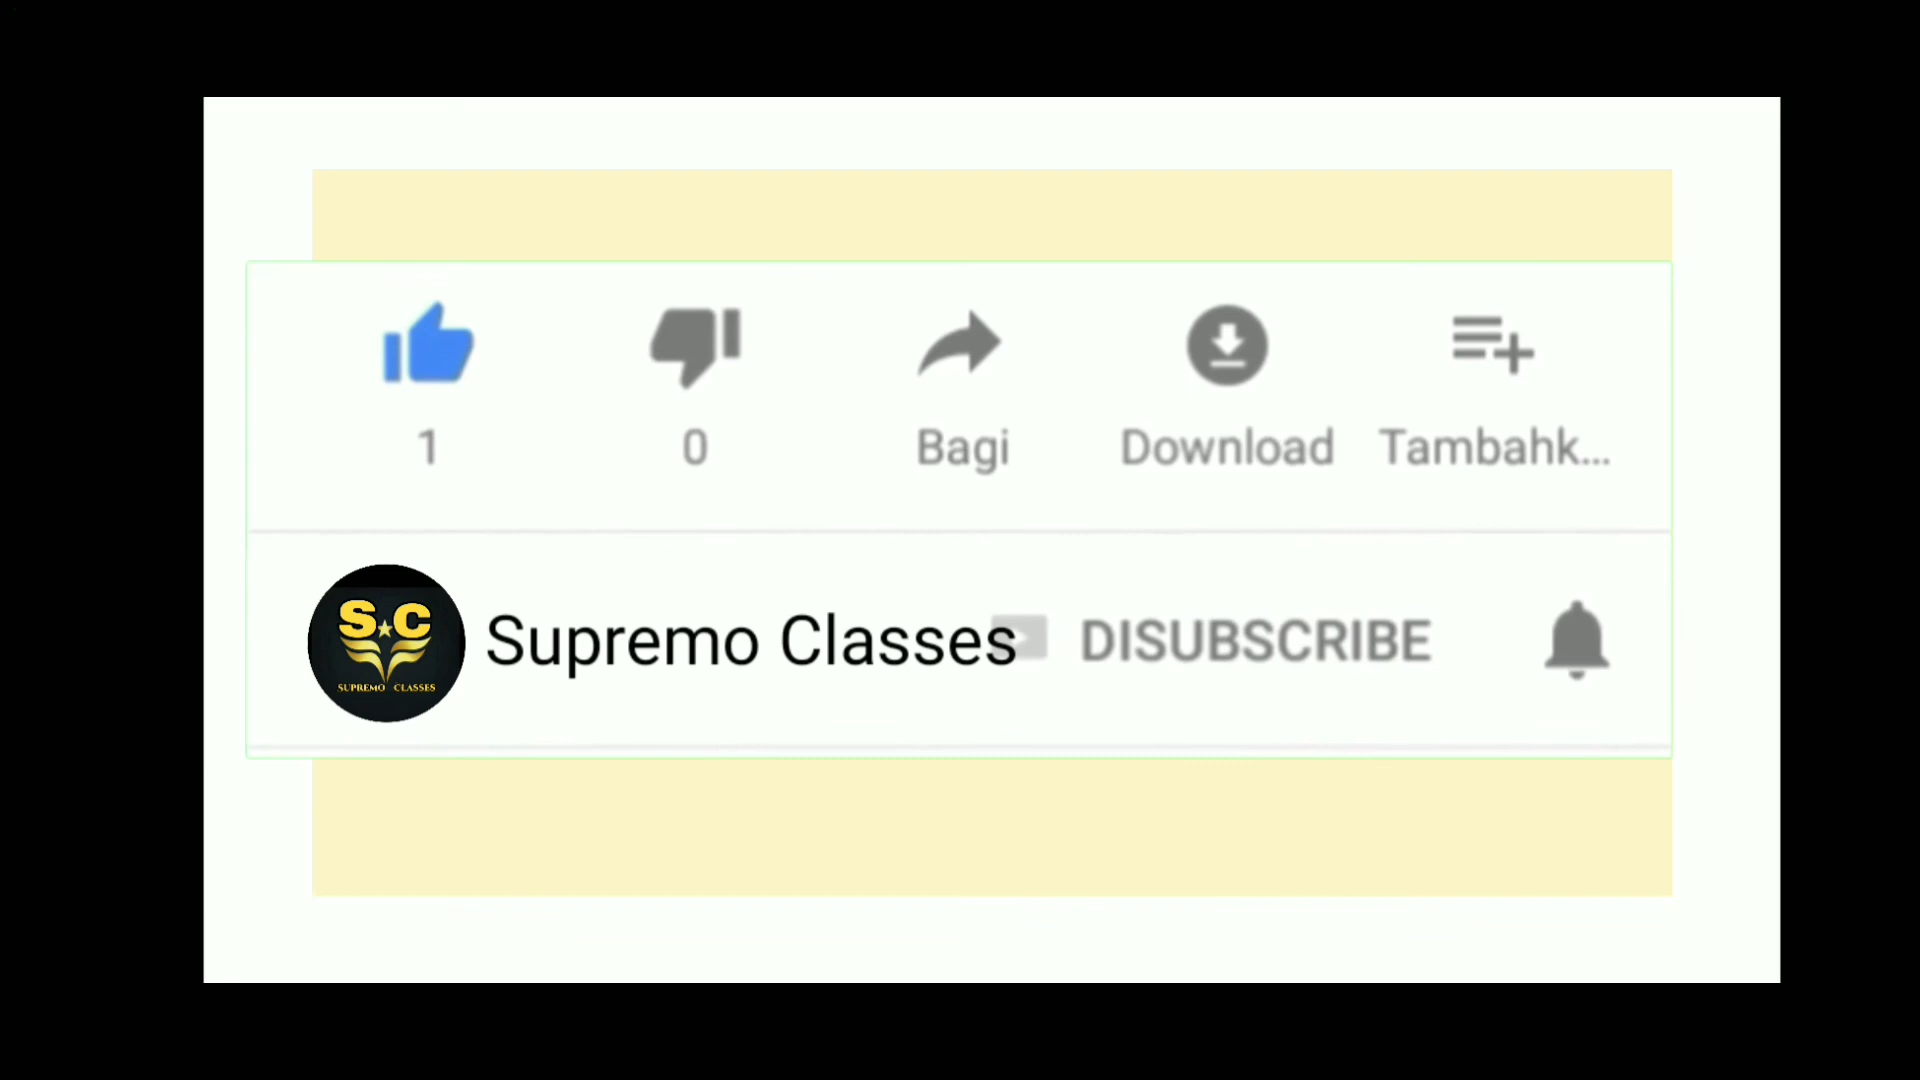 1 0 Bagi Download Tambahk...
S★C
SUPREMO CLASSES
Supremo Classes DISUBSCRIBE